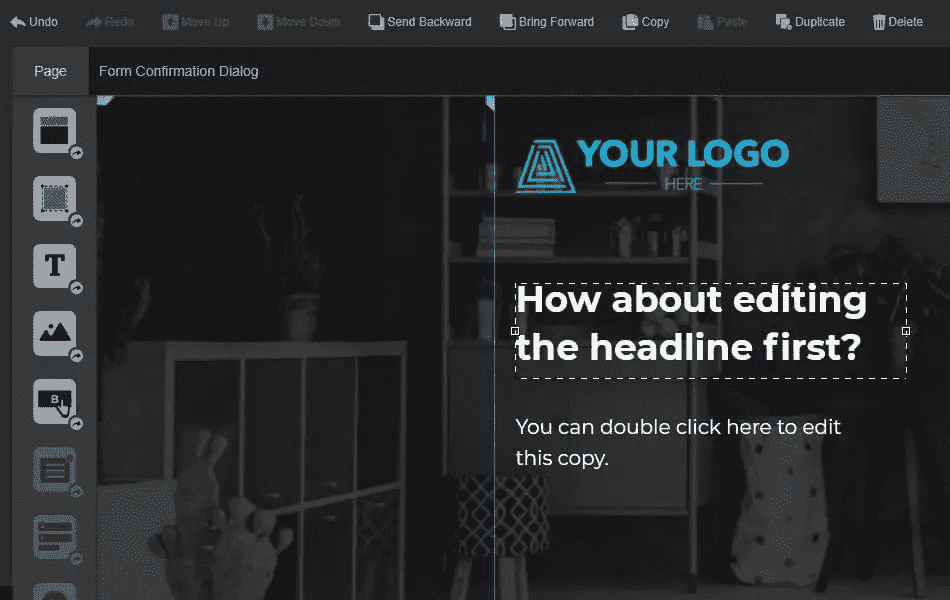 Undo
Redo
Move Up
Move Down
Send Backward
Bring Forward
Copy
Paste
Duplicate
Delete
Page
Form Confirmation Dialog
YOUR LOGO
HERE
T
How about editing
the headline first?
B
You can double click here to edit
this copy.